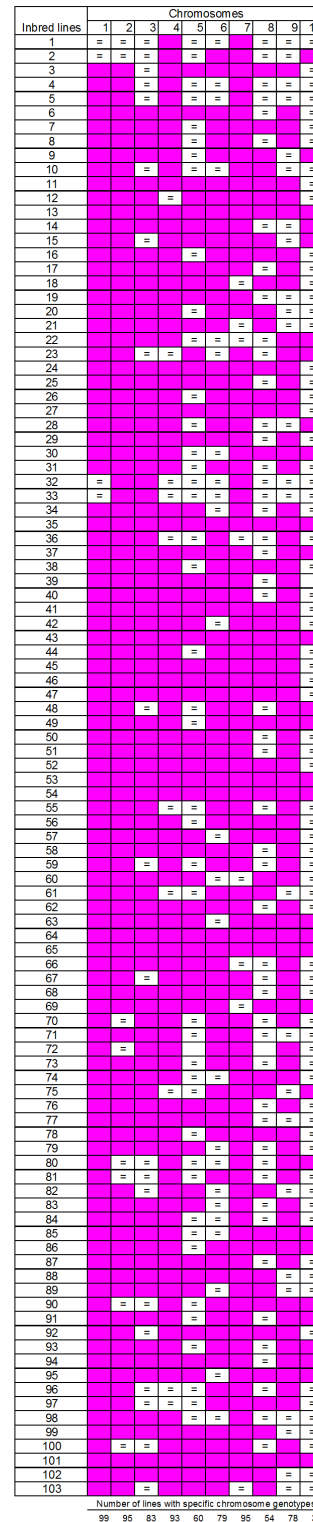 Chromosomes
Inbred lines 1 2 3 4 5 6 7 8 9
1 = = = = = = = =
2 = = = = = =
3 = =
4 = = = = = =
5 = = = = = =
6 = =
7 = =
8 = = =
9 = =
10 = = = = =
11 =
12 = =
13
14 = =
15 = =
16 = =
17 = =
18 = =
19 = = =
20 = = =
21 = = =
22 = = = =
23 = = = =
24 =
25 = =
26 = =
27 =
28 = = =
29 = =
30 = = =
31 = = =
32 = = = = = = =
33 = = = = = = =
34 = = =
35
36 = = = = =
37 =
38 = =
39 =
40 = =
41 =
42 = =
43
44 = =
45 =
46 =
47 =
48 = = = =
49 =
50 = =
51 = =
52 =
53
54
55 = = = =
56 = =
57 = =
58 = =
59 = = = =
60 = = =
61 = = = =
62 = =
63 =
64
65
66 = = =
67 = = =
68 = =
69 =
70 = = = =
71 = = = =
72 = =
73 = = =
74 = = =
75 = = = =
76 = =
77 = = =
78 = =
79 = = =
80 = = = = = =
81 = = = = =
82 = = = =
83 = = =
84 = = = =
85 = = =
86 = =
87 = =
88 = =
89 = = =
90 = = =
91 = = =
92 = =
93 = = =
94 = =
95 = =
96 = = = = =
97 = = = =
98 = = = = =
99 = =
100 = = = =
101
102 = =
103 = = = =
Number of lines with specific chromosome genotypes
99 95 83 93 60 79 95 54 78